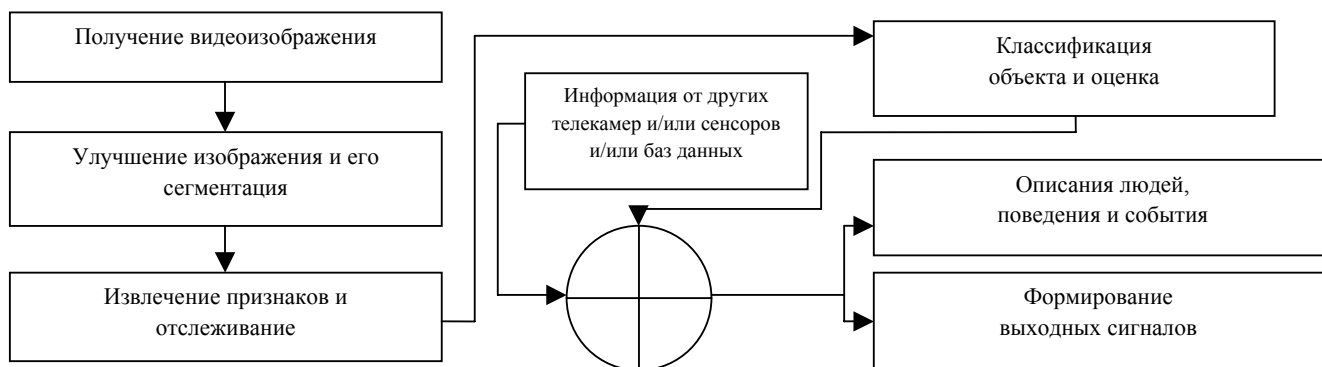 Получение видеоизображения
Улучшение изображения и его
сегментация
Извлечение признаков и
отслеживание
Информация от других
телекамер и/или сенсоров
и/или баз данных
Классификация
объекта и оценка
Описания людей,
поведения и события
Формирование
выходных сигналов